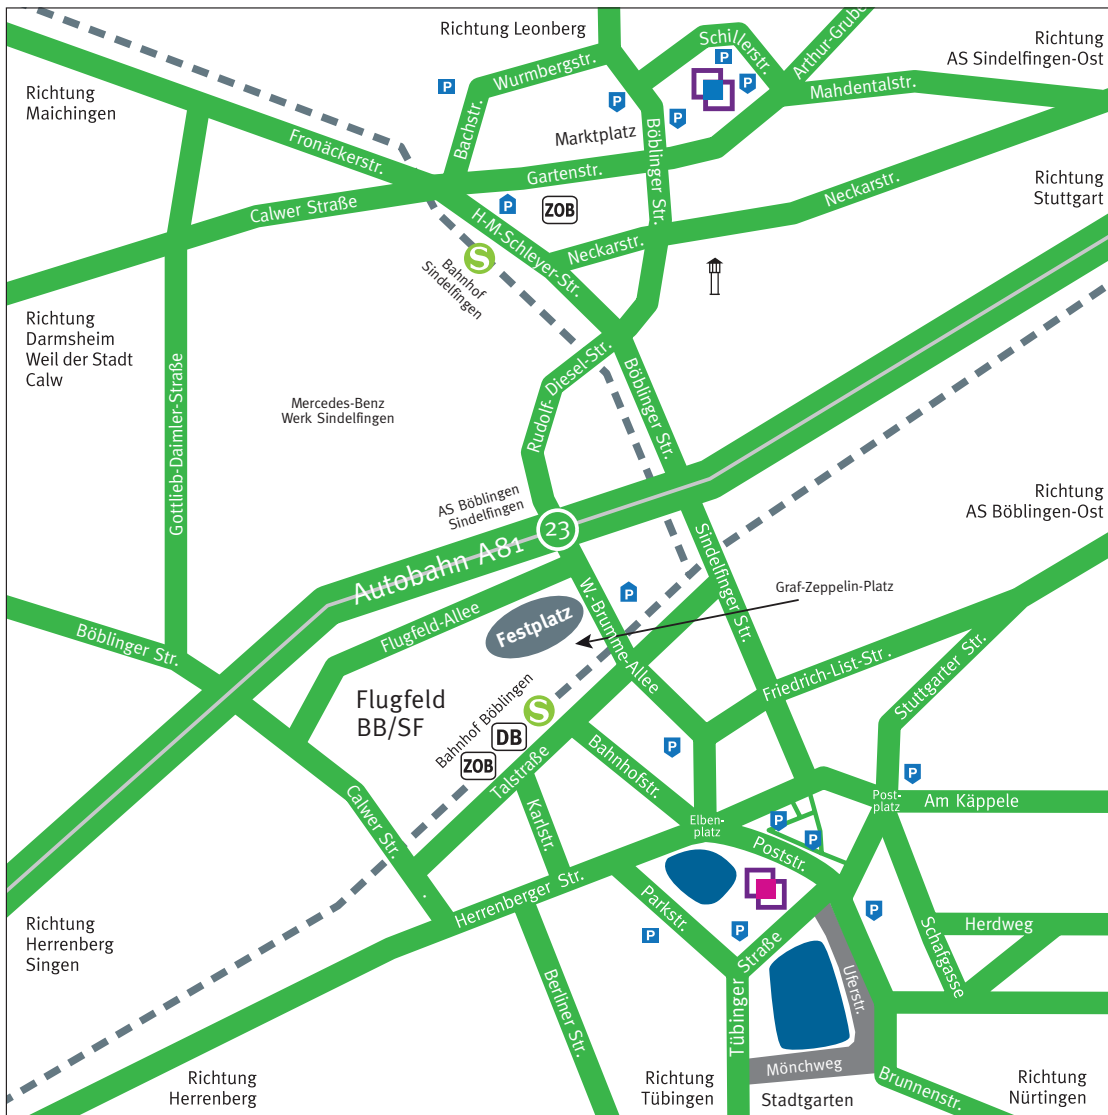 Richtung Leonberg
Schillerstr.
Arthur-Grube
Richtung
AS Sindelfingen-Ost
Wurmbergstr.
P
P
P
P
P
Mahdentalstr.
Richtung
Maichingen
Bachstr.
Marktplatz
Böblinger Str.
Fronäckerstr.
Gartenstr.
Richtung
Stuttgart
Neckarstr.
Calwer Straße
P
ZOB
H-M-Schleyer-Str.
Neckarstr.
S
Bahnhof
Sindelfingen
Richtung
Darmsheim
Weil der Stadt
Calw
Gottlieb-Daimler-Straße
Rudolf-Diesel-Str.
Böblinger Str.
Mercedes-Benz
Werk Sindelfingen
AS Böblingen
Sindelfingen
23
Richtung
AS Böblingen-Ost
Autobahn A81
Sindelfinger Str.
W.-Brumme-Allee
P
Graf-Zeppelin-Platz
Flugfeld-Allee
Festplatz
Böblinger Str.
Stuttgarter Str.
Friedrich-List-Str.
Flugfeld
BB/SF
Bahnhof Böblingen
S
DB
ZOB
Talstraße
Bahnhofstr.
P
P
Calwer Str.
Karlstr.
Post-
platz
Am Käppele
Elben-
platz
P
P
Poststr.
Herrenberger Str.
Parkstr.
P
P
P
Schafgasse
Herdweg
Richtung
Herrenberg
Singen
Berliner Str.
Tübinger Straße
Uferstr.
Mönchweg
Stadtgarten
Brunnenstr.
Richtung
Herrenberg
Richtung
Tübingen
Richtung
Nürtingen